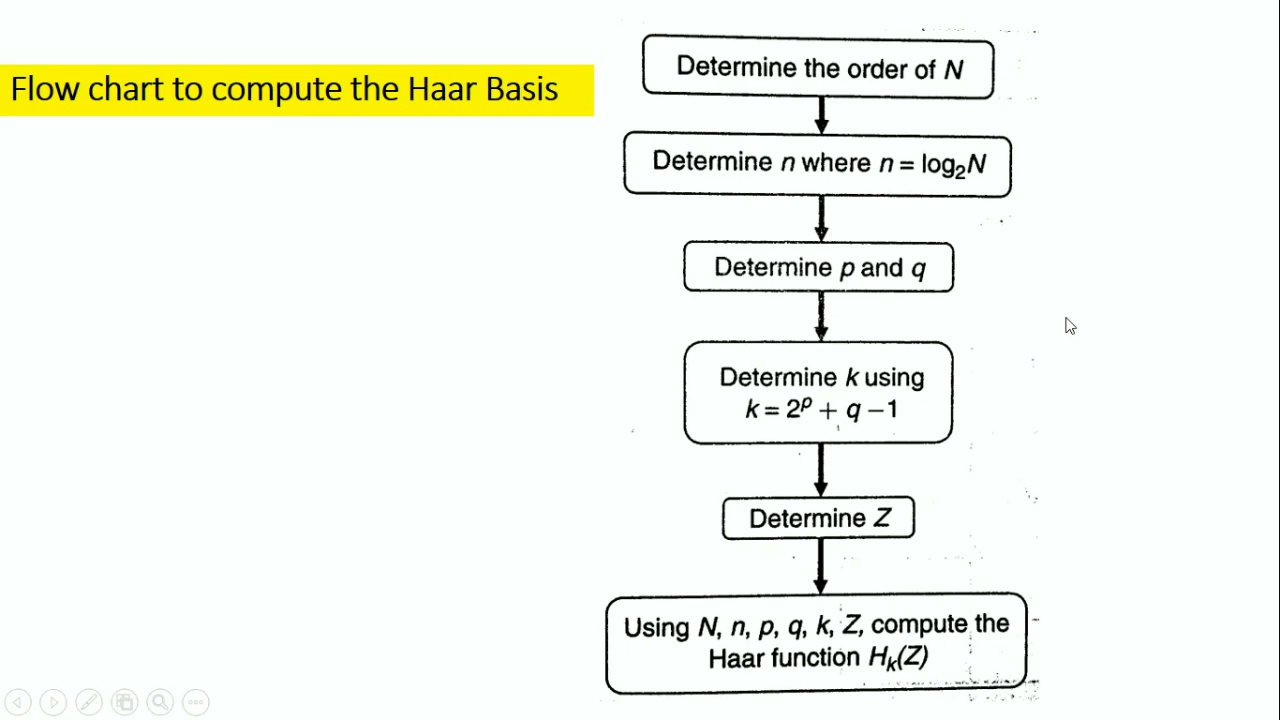 Flow chart to compute the Haar Basis
Determine the order of N
Determine n where n = log₂N
Determine p and q
Determine k using
k = 2ᵖ + q − 1
Determine Z
Using N, n, p, q, k, Z, compute the
Haar function Hₖ(Z)